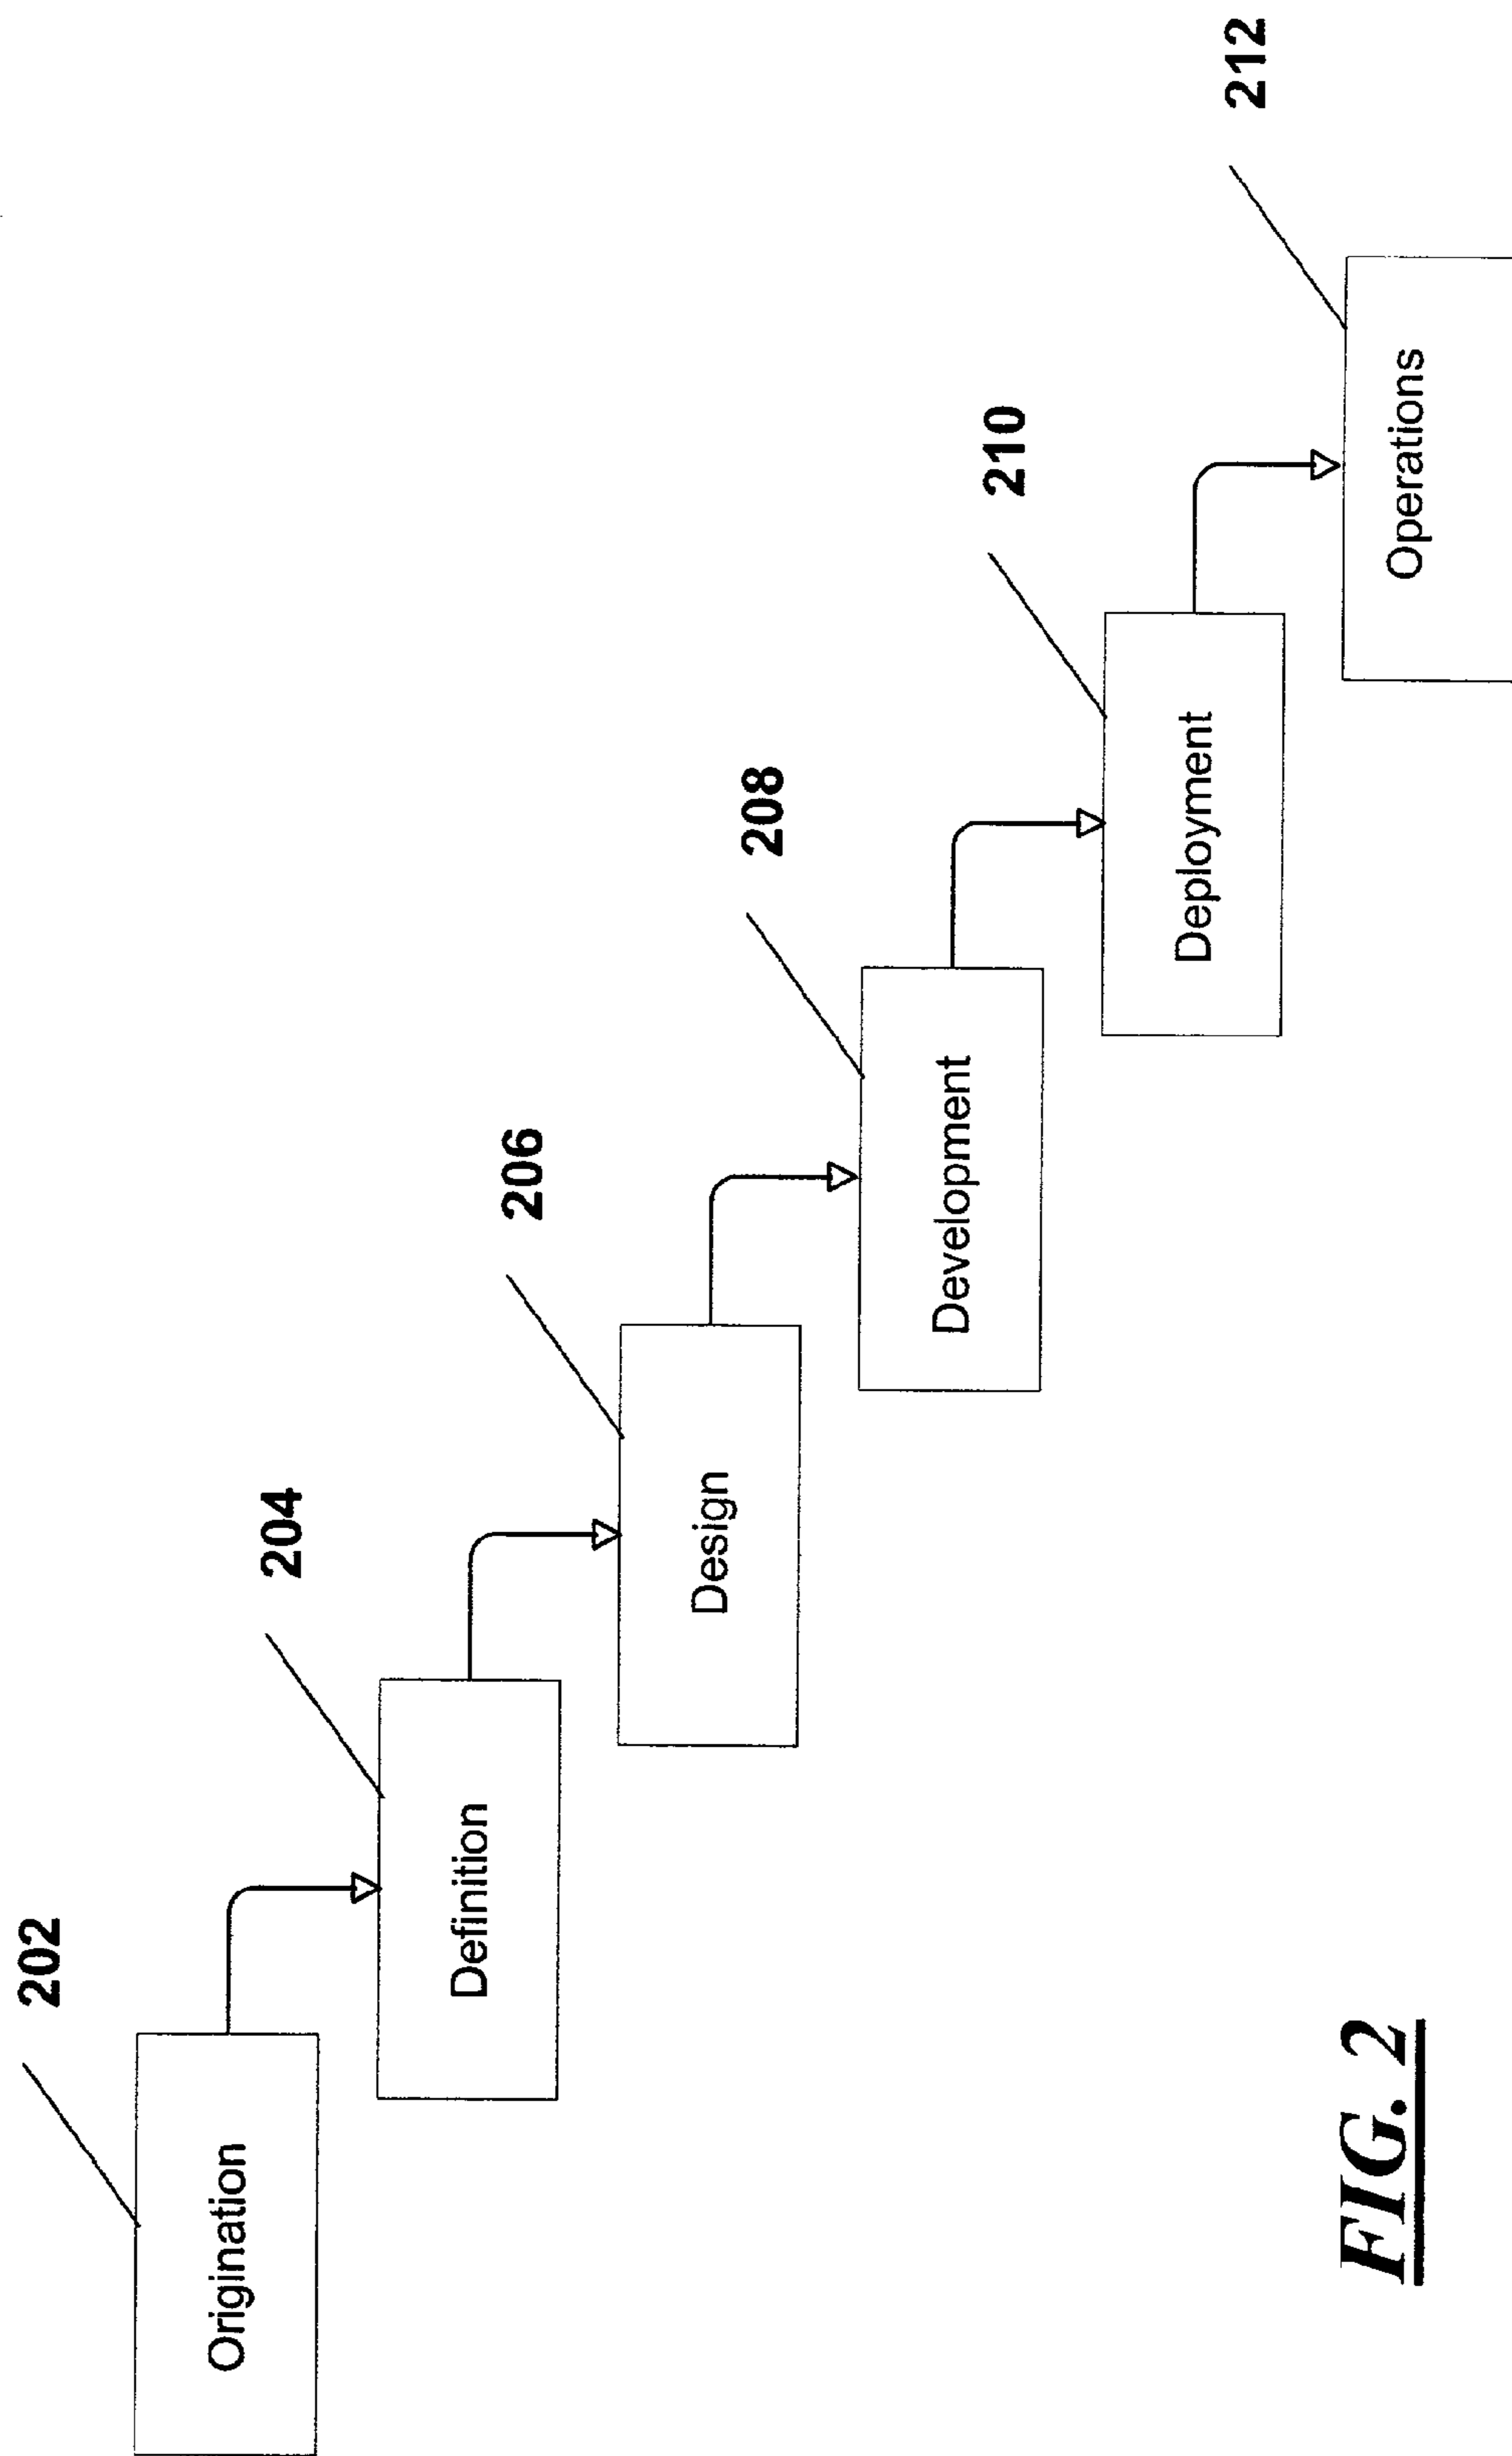 202
Origination
204
Definition
206
Design
208
Development
210
Deployment
212
Operations
FIG. 2